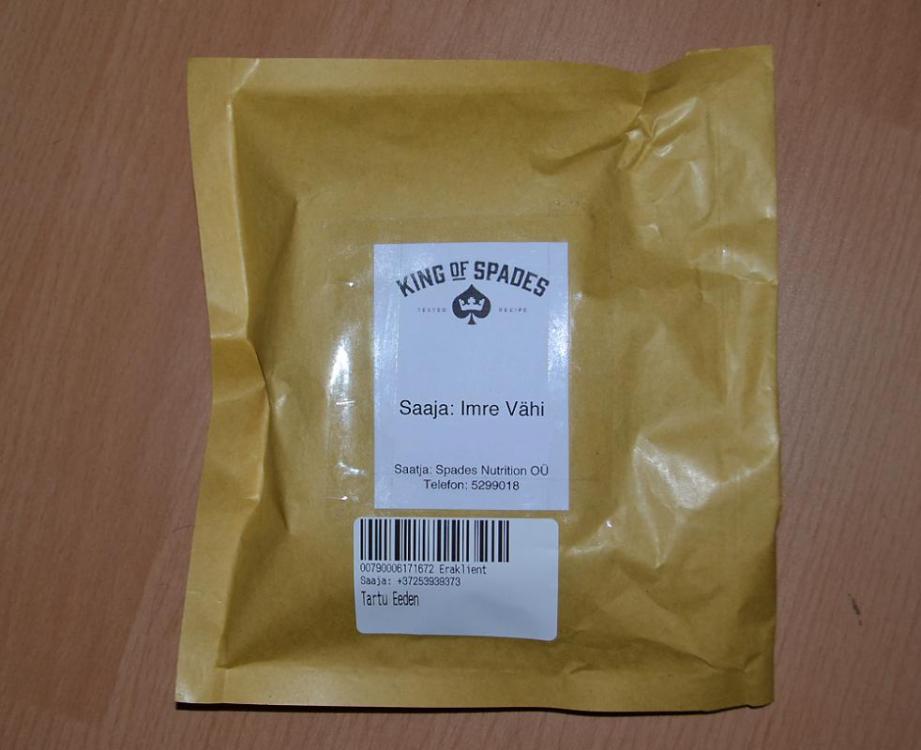 KING OF SPADES
TESTED RECIPE
Saaja: Imre Vähi
Saatja: Spades Nutrition OÜ
Telefon: 5299018
00790006171672 Eraklient
Saaja: +37253939373
Tartu Eeden